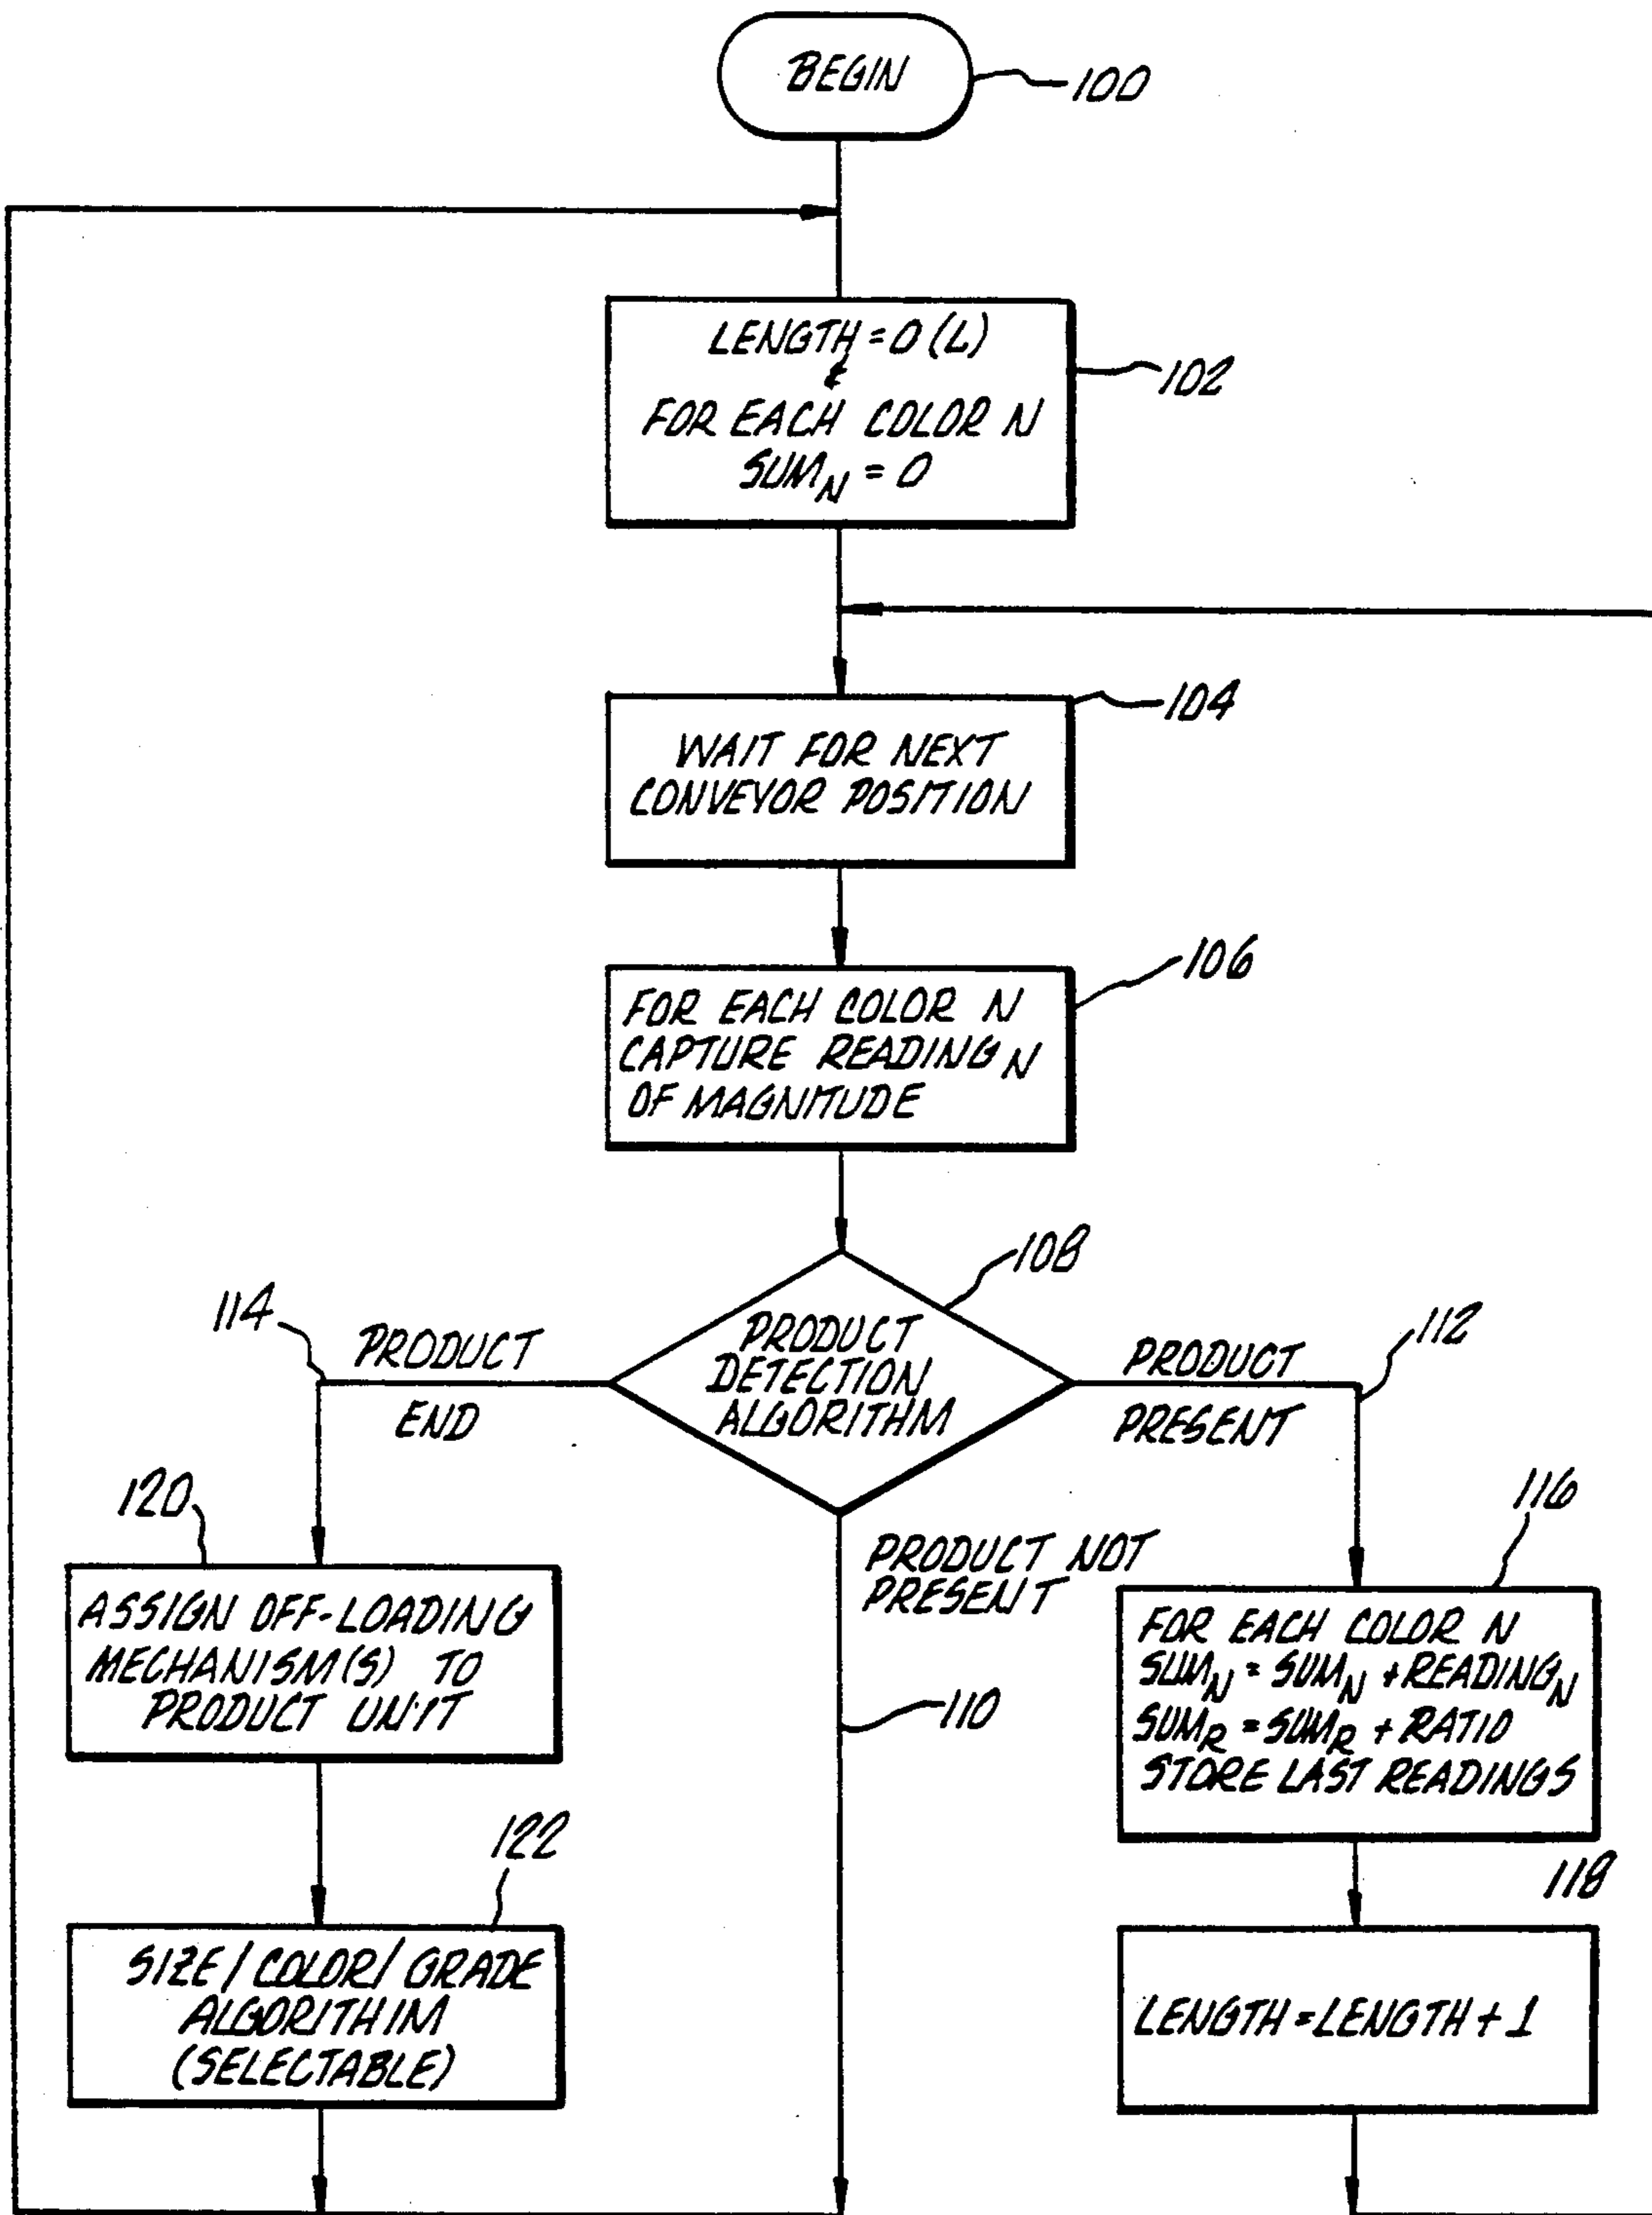 BEGIN
100
LENGTH = 0 (L)
&
FOR EACH COLOR N
SUM_N = 0
102
WAIT FOR NEXT
CONVEYOR POSITION
104
FOR EACH COLOR N
CAPTURE READING_N
OF MAGNITUDE
106
PRODUCT
DETECTION
ALGORITHM
108
114
PRODUCT
END
PRODUCT
PRESENT
112
PRODUCT NOT
PRESENT
110
120
ASSIGN OFF-LOADING
MECHANISM(S) TO
PRODUCT UNIT
116
FOR EACH COLOR N
SUM_N = SUM_N + READING_N
SUM_R = SUM_R + RATIO
STORE LAST READINGS
122
SIZE / COLOR / GRADE
ALGORITHIM
(SELECTABLE)
118
LENGTH = LENGTH + 1